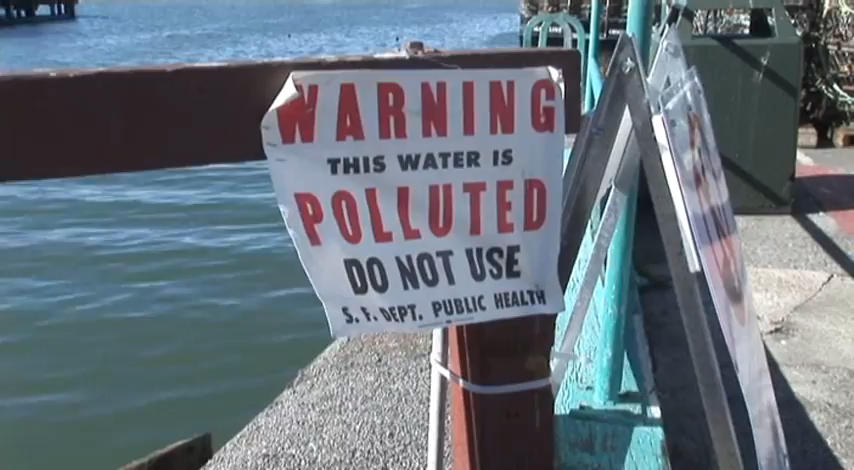 WARNING
THIS WATER IS
POLLUTED
DO NOT USE
S. F. DEPT. PUBLIC HEALTH